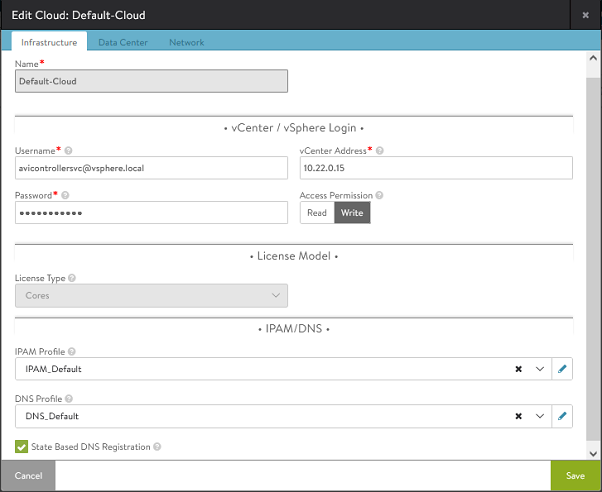 Edit Cloud: Default-Cloud
Infrastructure Data Center Network
Name*
Default-Cloud
• vCenter / vSphere Login •
Username* vCenter Address*
avicontrollersvc@vsphere.local 10.22.0.15
Password* Access Permission
Read Write
• License Model •
License Type
Cores
• IPAM/DNS •
IPAM Profile
IPAM_Default
DNS Profile
DNS_Default
State Based DNS Registration
Cancel Save